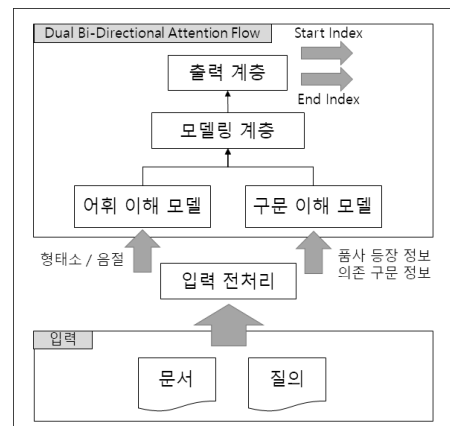 Dual Bi-Directional Attention Flow
Start Index
출력 계층
End Index
모델링 계층
어휘 이해 모델
구문 이해 모델
형태소 / 음절
품사 등장 정보
의존 구문 정보
입력 전처리
입력
문서
질의